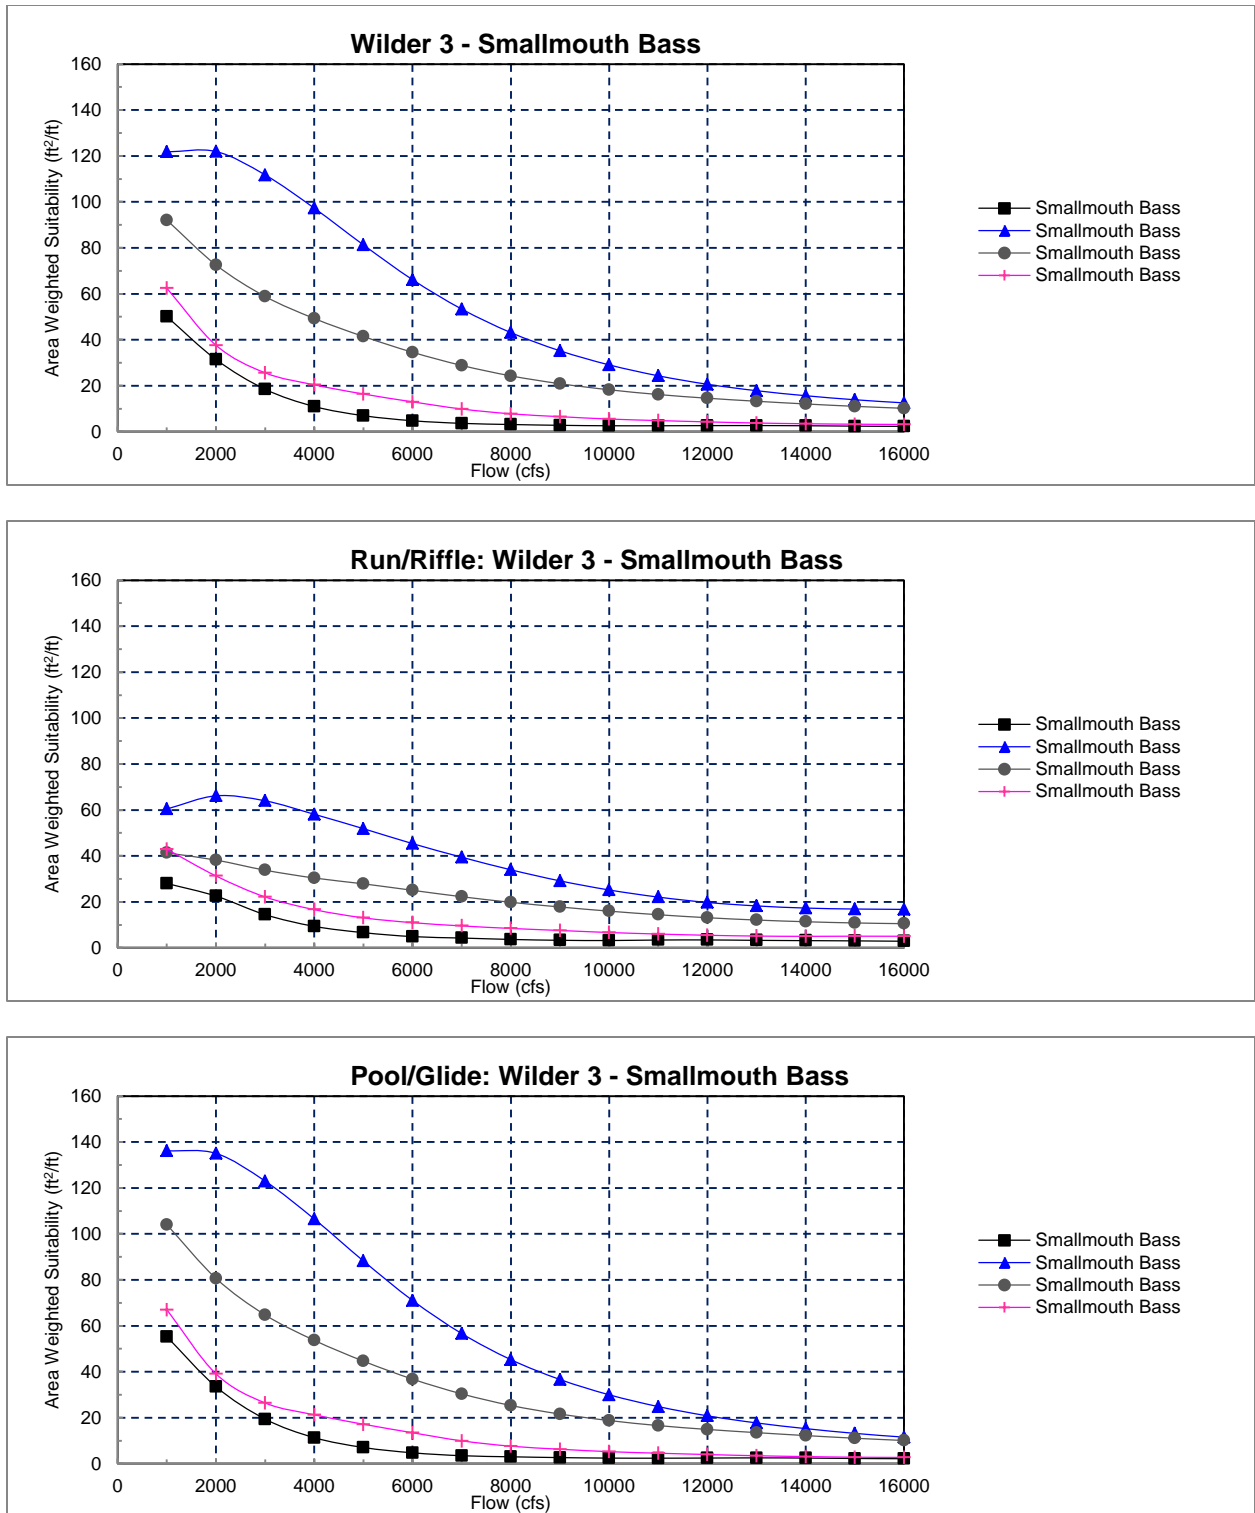 Wilder 3 - Smallmouth Bass
160
140
120
100
80
60
40
20
0
Area Weighted Suitability (ft²/ft)
0 2000 4000 6000 8000 10000 12000 14000 16000
Flow (cfs)
Smallmouth Bass
Smallmouth Bass
Smallmouth Bass
Smallmouth Bass
Run/Riffle: Wilder 3 - Smallmouth Bass
160
140
120
100
80
60
40
20
0
Area Weighted Suitability (ft²/ft)
0 2000 4000 6000 8000 10000 12000 14000 16000
Flow (cfs)
Smallmouth Bass
Smallmouth Bass
Smallmouth Bass
Smallmouth Bass
Pool/Glide: Wilder 3 - Smallmouth Bass
160
140
120
100
80
60
40
20
0
Area Weighted Suitability (ft²/ft)
0 2000 4000 6000 8000 10000 12000 14000 16000
Flow (cfs)
Smallmouth Bass
Smallmouth Bass
Smallmouth Bass
Smallmouth Bass